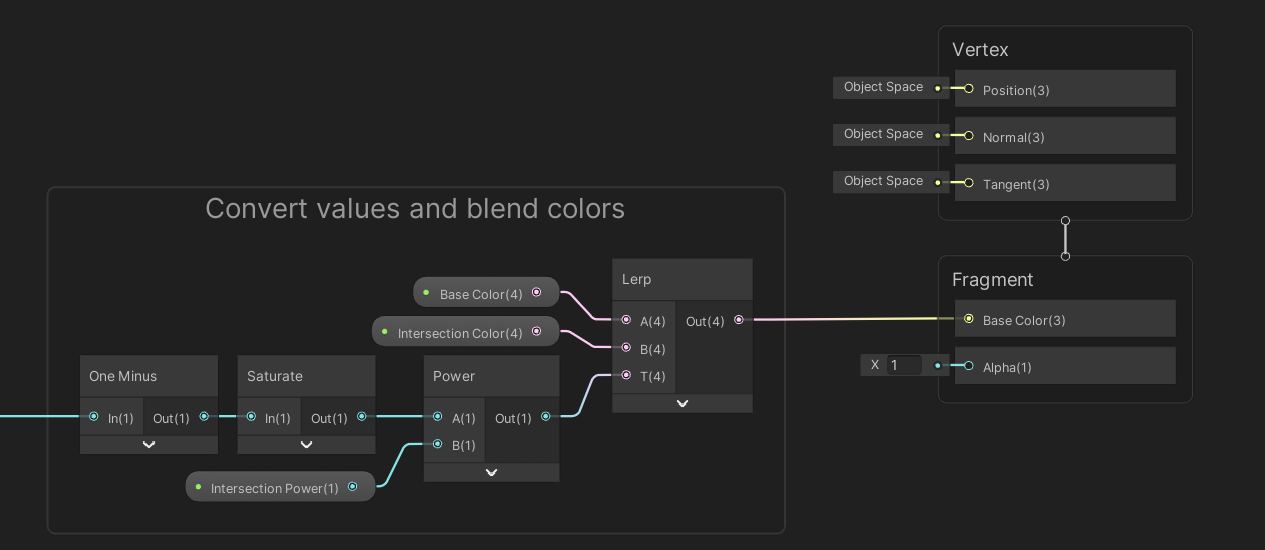 Vertex
Object Space
Position(3)
Object Space
Normal(3)
Object Space
Tangent(3)
Convert values and blend colors
Fragment
Lerp
Base Color(4)
Intersection Color(4)
A(4)
Out(4)
B(4)
T(4)
Base Color(3)
X 1
Alpha(1)
One Minus
In(1)
Out(1)
Saturate
In(1)
Out(1)
Power
A(1)
Out(1)
B(1)
Intersection Power(1)